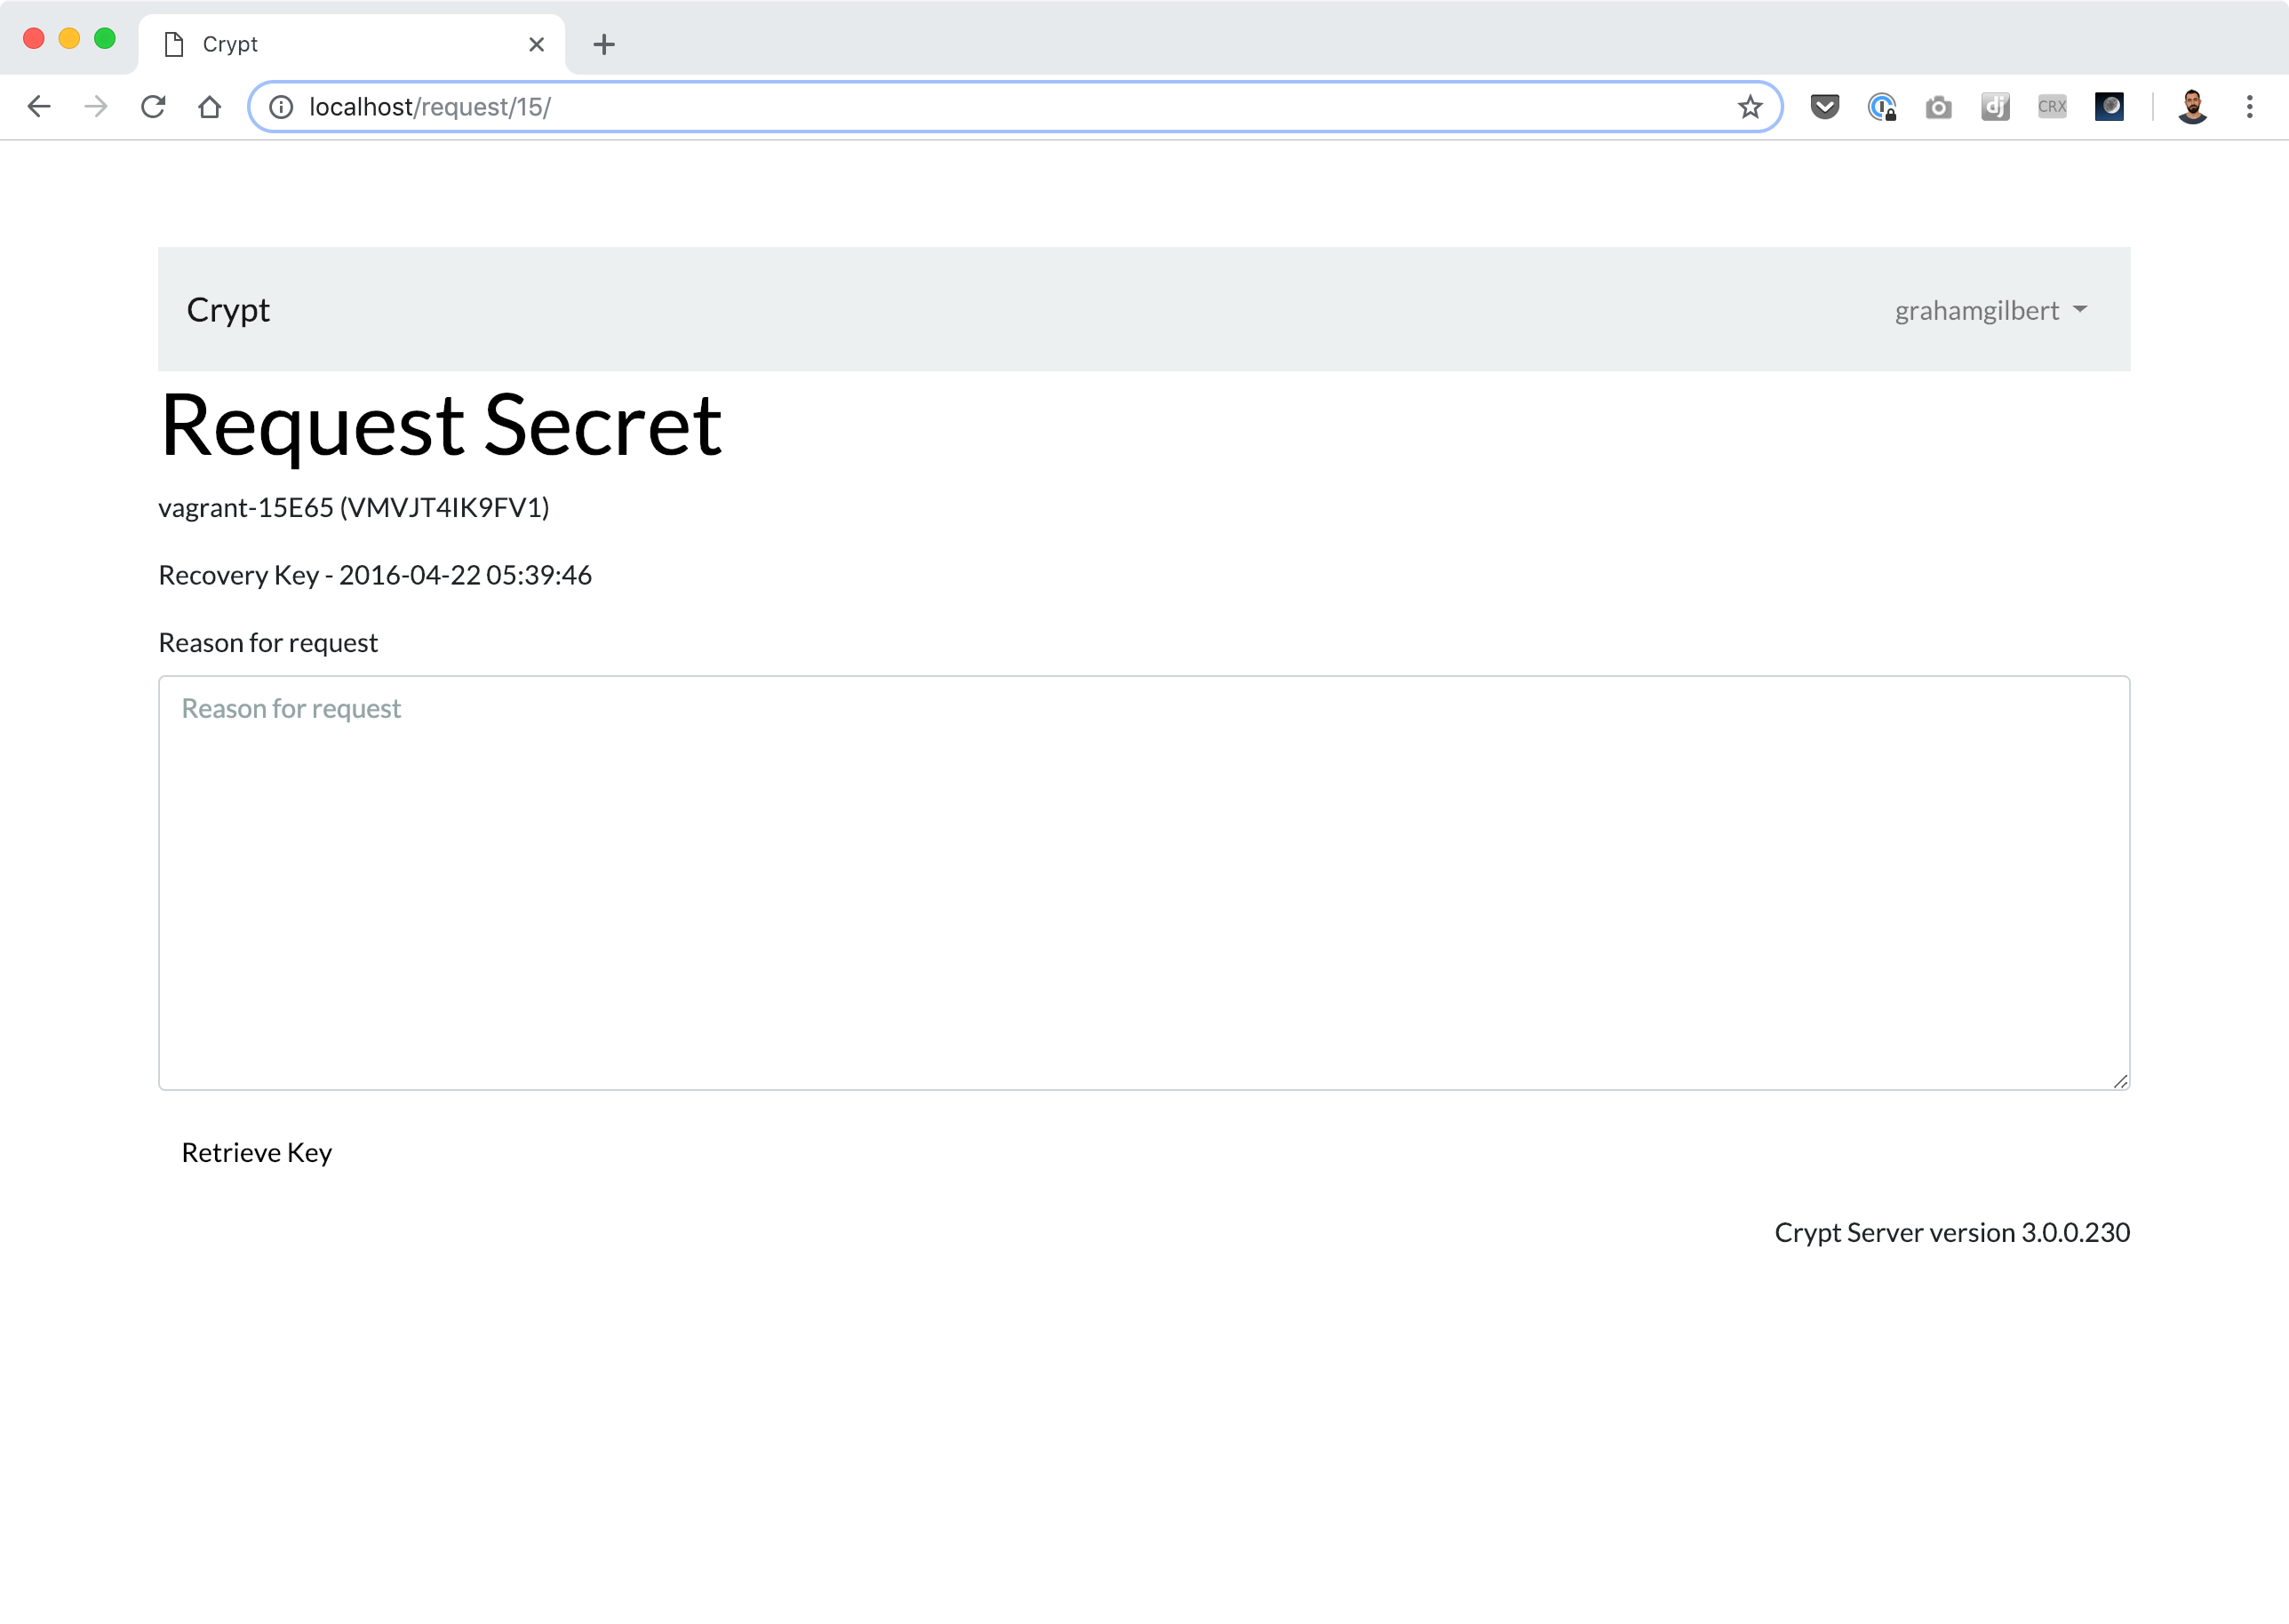 Crypt
localhost/request/15/
dj
CRX
Crypt
grahamgilbert
Request Secret
vagrant-15E65 (VMVJT4IK9FV1)
Recovery Key - 2016-04-22 05:39:46
Reason for request
Reason for request
Retrieve Key
Crypt Server version 3.0.0.230